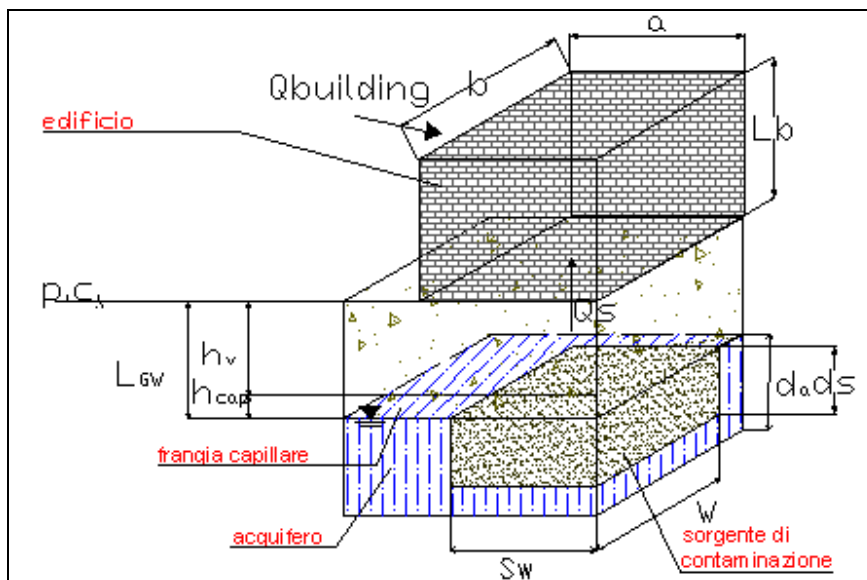 a
Qbuilding
b
edificio
Lb
p.c.
Qs
hv
LGW
hcap
da ds
frangia capillare
acquifero
W
sorgente di
contaminazione
Sw